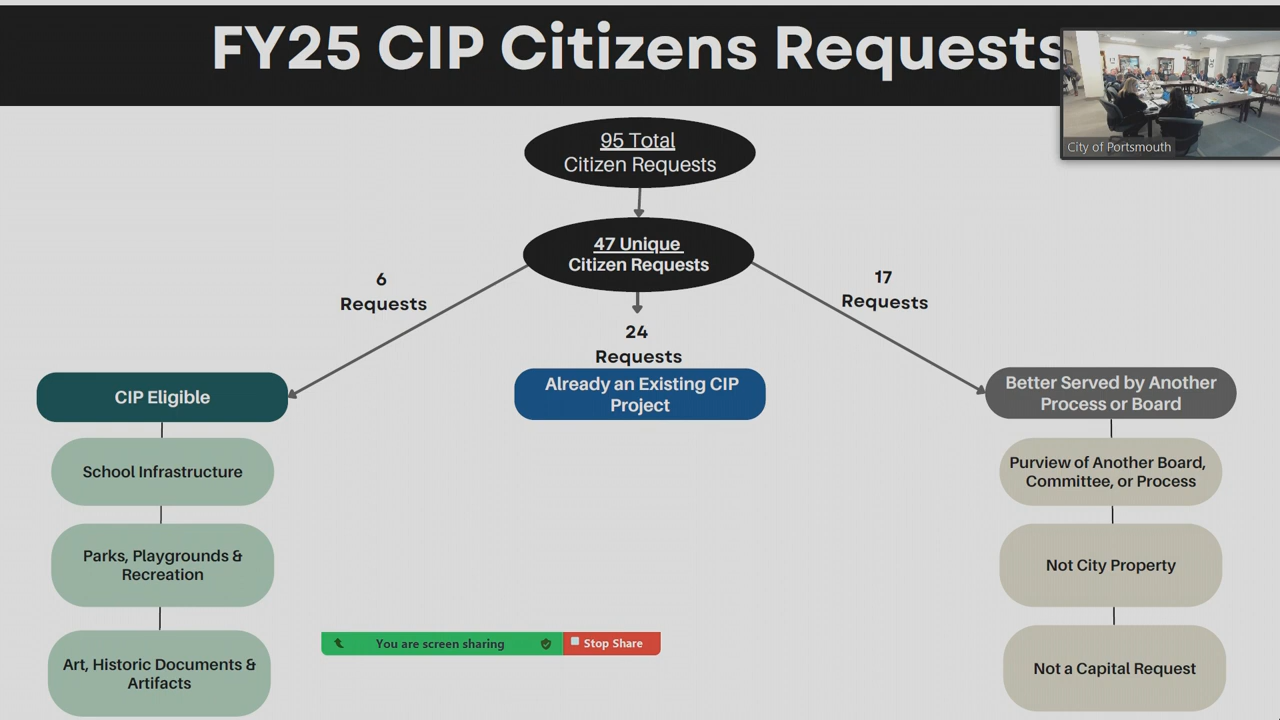 FY25 CIP Citizens Requests
City of Portsmouth
95 Total
Citizen Requests
47 Unique
Citizen Requests
6
Requests
24
Requests
17
Requests
CIP Eligible
School Infrastructure
Parks, Playgrounds &
Recreation
Art, Historic Documents &
Artifacts
Already an Existing CIP
Project
Better Served by Another
Process or Board
Purview of Another Board,
Committee, or Process
Not City Property
Not a Capital Request
You are screen sharing
Stop Share